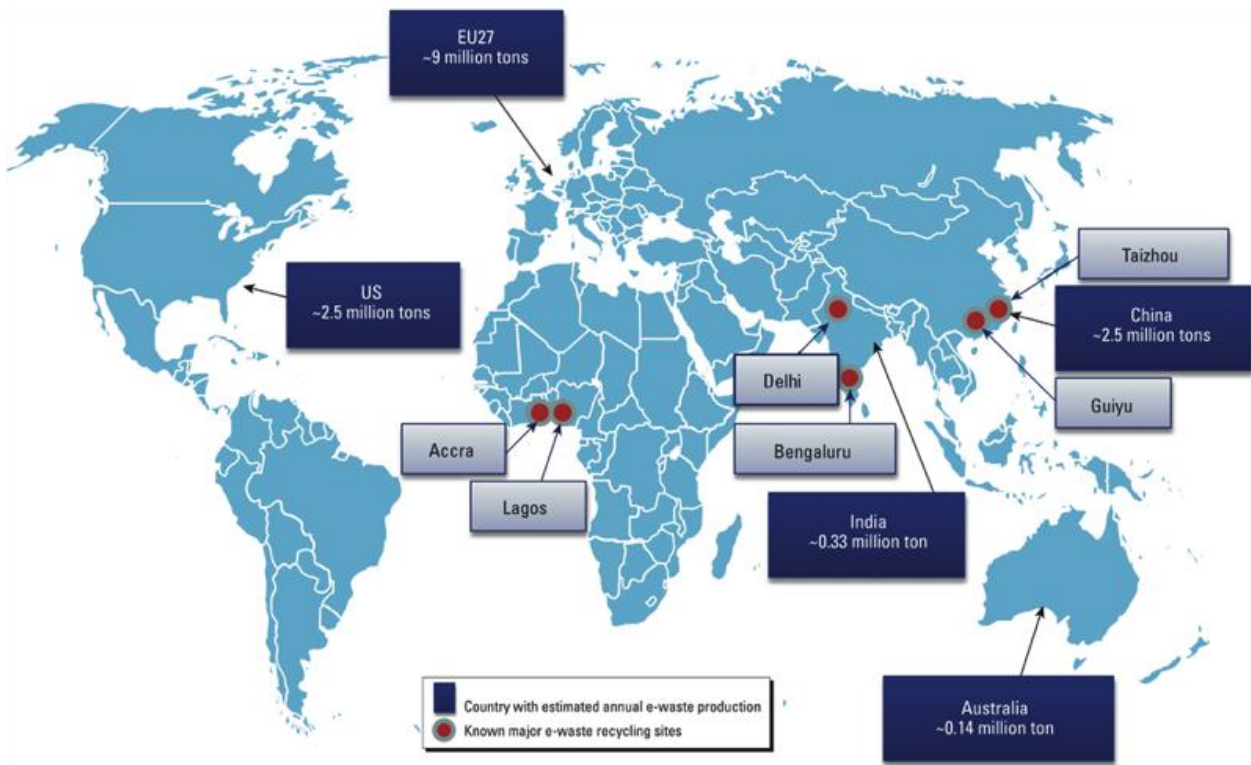 EU27
~9 million tons
US
~2.5 million tons
Taizhou
China
~2.5 million tons
Guiyu
Delhi
Bengaluru
Accra
Lagos
India
~0.33 million ton
Australia
~0.14 million ton
Country with estimated annual e-waste production
Known major e-waste recycling sites